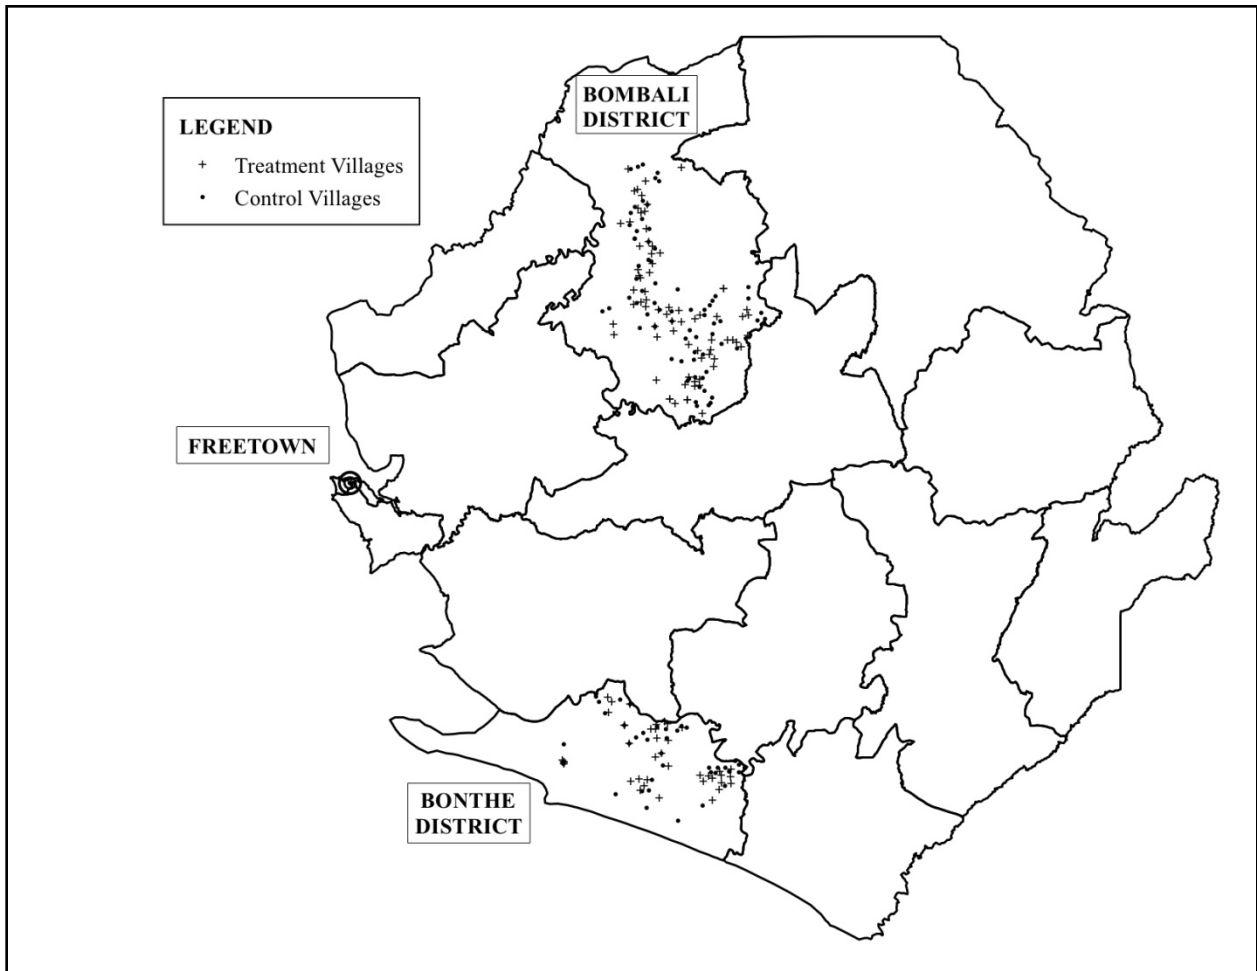 BOMBALI
DISTRICT
LEGEND
+ Treatment Villages
• Control Villages
FREETOWN
BONTHE
DISTRICT